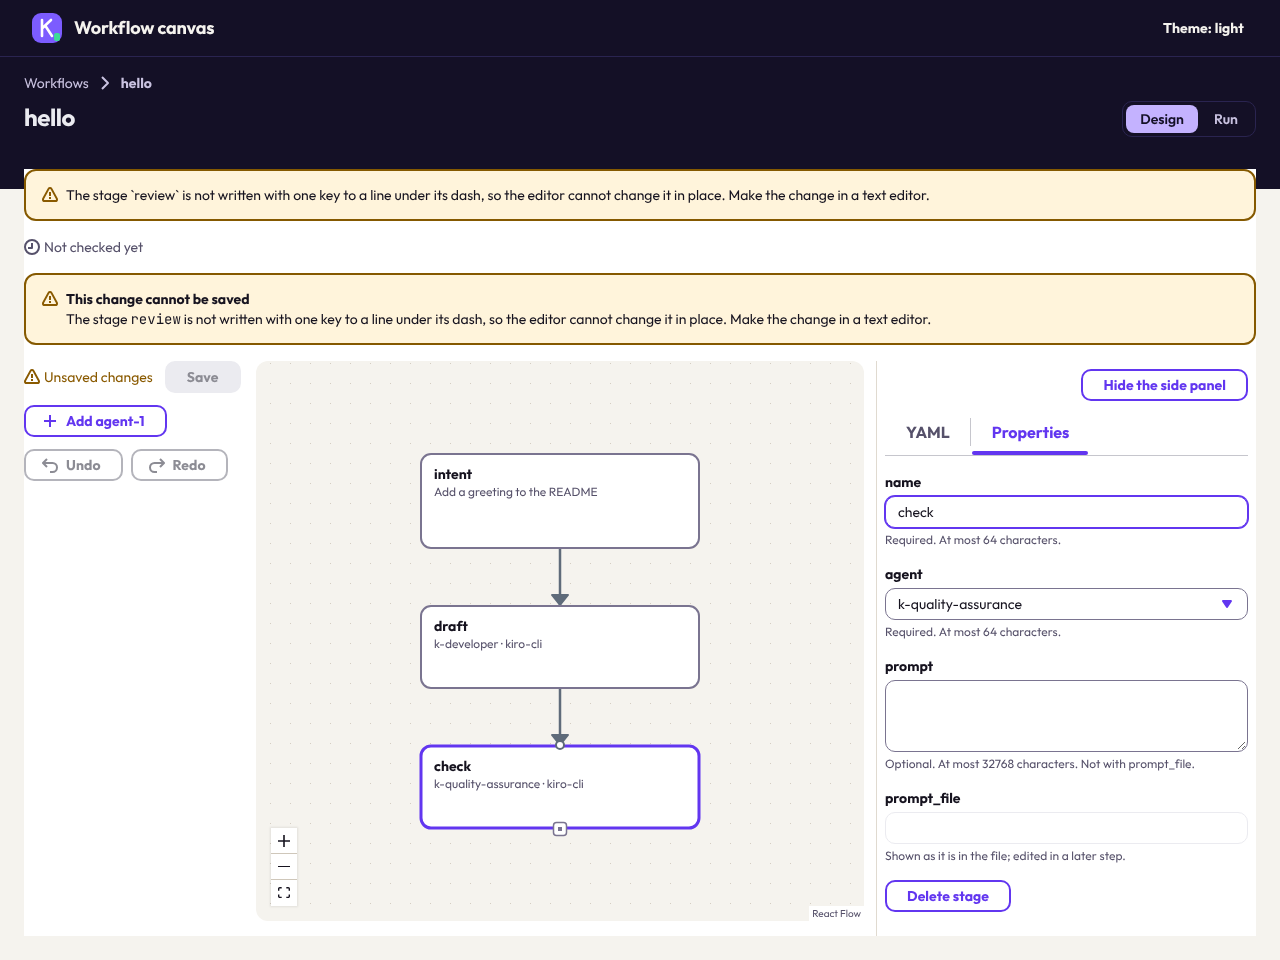 K Workflow canvas
Theme: light
Workflows > hello
hello
Design Run
The stage `review` is not written with one key to a line under its dash, so the editor cannot change it in place. Make the change in a text editor.
Not checked yet
This change cannot be saved
The stage review is not written with one key to a line under its dash, so the editor cannot change it in place. Make the change in a text editor.
Unsaved changes Save
+ Add agent-1
Undo Redo
intent
Add a greeting to the README
draft
k-developer · kiro-cli
check
k-quality-assurance · kiro-cli
React Flow
Hide the side panel
YAML Properties
name
check
Required. At most 64 characters.
agent
k-quality-assurance
Required. At most 64 characters.
prompt
Optional. At most 32768 characters. Not with prompt_file.
prompt_file
Shown as it is in the file; edited in a later step.
Delete stage